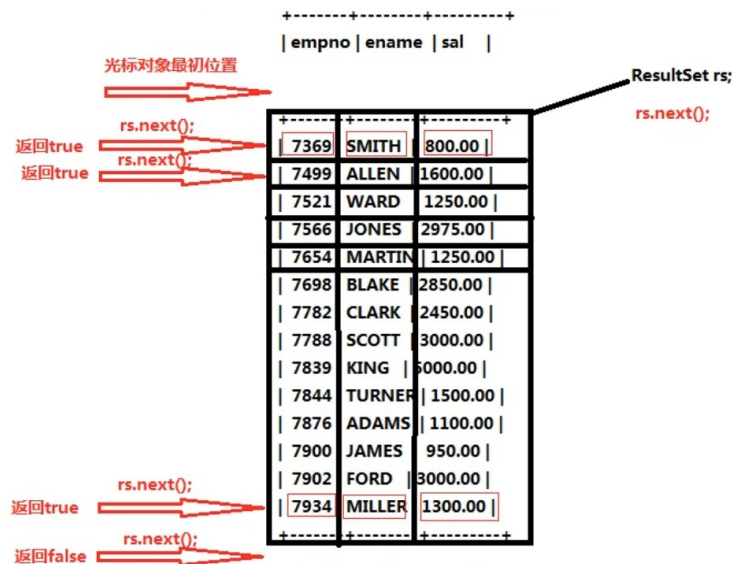 +--------+---------+---------+
| empno | ename | sal |
光标对象最初位置
ResultSet rs;
rs.next();
+--------+---------+---------+
rs.next();
返回true
| 7369 SMITH | 800.00 |
rs.next();
返回true
| 7499 ALLEN | 1600.00 |
| 7521 WARD | 1250.00 |
| 7566 JONES | 2975.00 |
| 7654 MARTIN | 1250.00 |
| 7698 BLAKE | 2850.00 |
| 7782 CLARK | 2450.00 |
| 7788 SCOTT | 3000.00 |
| 7839 KING | 5000.00 |
| 7844 TURNER | 1500.00 |
| 7876 ADAMS | 1100.00 |
| 7900 JAMES 950.00 |
| 7902 FORD | 3000.00 |
rs.next();
返回true
| 7934 MILLER 1300.00 |
rs.next();
+--------+---------+---------+
返回false